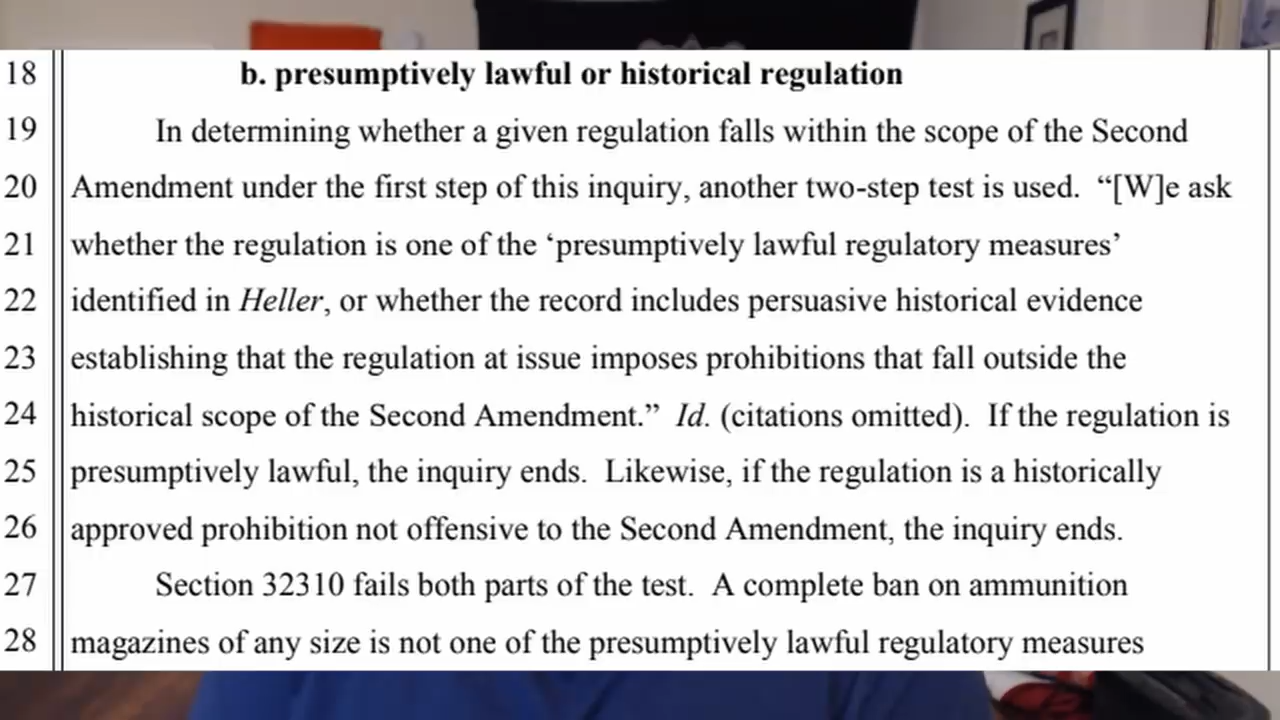 18 b. presumptively lawful or historical regulation
19 In determining whether a given regulation falls within the scope of the Second
20 Amendment under the first step of this inquiry, another two-step test is used. “[W]e ask
21 whether the regulation is one of the ‘presumptively lawful regulatory measures’
22 identified in Heller, or whether the record includes persuasive historical evidence
23 establishing that the regulation at issue imposes prohibitions that fall outside the
24 historical scope of the Second Amendment.” Id. (citations omitted). If the regulation is
25 presumptively lawful, the inquiry ends. Likewise, if the regulation is a historically
26 approved prohibition not offensive to the Second Amendment, the inquiry ends.
27 Section 32310 fails both parts of the test. A complete ban on ammunition
28 magazines of any size is not one of the presumptively lawful regulatory measures